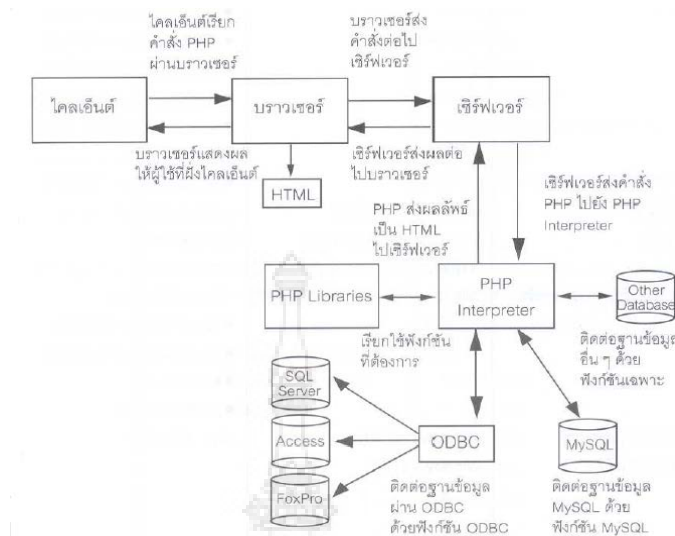 ไคลเอ็นต์เรียก
คำสั่ง PHP
ผ่านบราวเซอร์
บราวเซอร์ส่ง
คำสั่งต่อไป
เซิร์ฟเวอร์
ไคลเอ็นต์
บราวเซอร์
เซิร์ฟเวอร์
บราวเซอร์แสดงผล
ให้ผู้ใช้ที่ฝั่งไคลเอ็นต์
เซิร์ฟเวอร์ส่งผลต่อ
ไปบราวเซอร์
HTML
PHP ส่งผลลัพธ์
เป็น HTML
ไปเซิร์ฟเวอร์
เซิร์ฟเวอร์ส่งคำสั่ง
PHP ไปยัง PHP
Interpreter
PHP Libraries
PHP
Interpreter
Other
Database
เรียกใช้ฟังก์ชัน
ที่ต้องการ
ติดต่อฐานข้อมูล
อื่น ๆ ด้วย
ฟังก์ชันเฉพาะ
SQL
Server
Access
FoxPro
ODBC
MySQL
ติดต่อฐานข้อมูล
ผ่าน ODBC
ด้วยฟังก์ชัน ODBC
ติดต่อฐานข้อมูล
MySQL ด้วย
ฟังก์ชัน MySQL